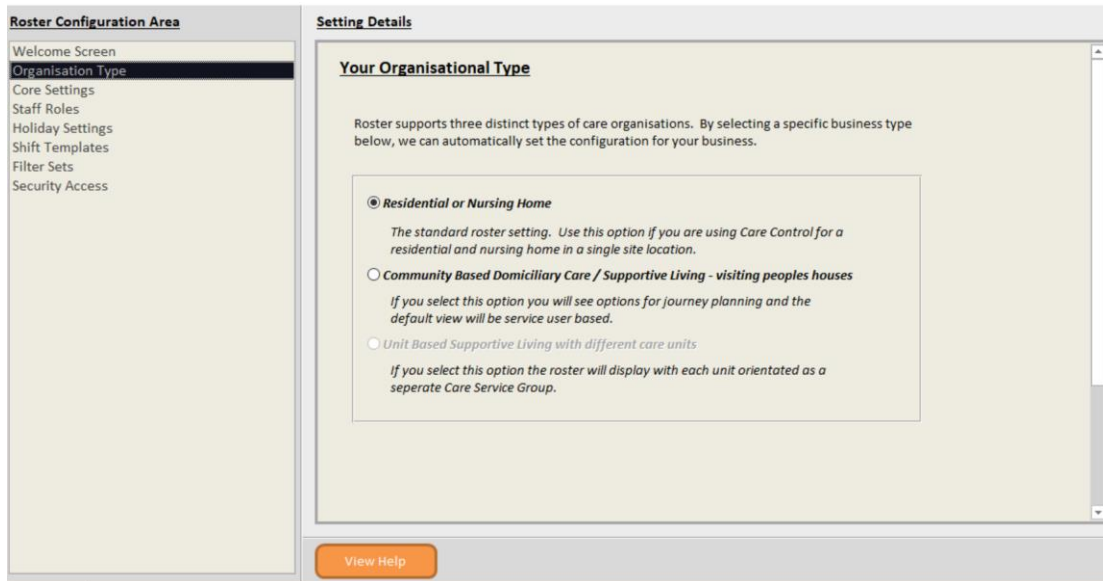 Roster Configuration Area
Welcome Screen
Organisation Type
Core Settings
Staff Roles
Holiday Settings
Shift Templates
Filter Sets
Security Access
Setting Details
Your Organisational Type
Roster supports three distinct types of care organisations.  By selecting a specific business type
below, we can automatically set the configuration for your business.
Residential or Nursing Home
The standard roster setting.  Use this option if you are using Care Control for a
residential and nursing home in a single site location.
Community Based Domiciliary Care / Supportive Living - visiting peoples houses
If you select this option you will see options for journey planning and the
default view will be service user based.
Unit Based Supportive Living with different care units
If you select this option the roster will display with each unit orientated as a
seperate Care Service Group.
View Help